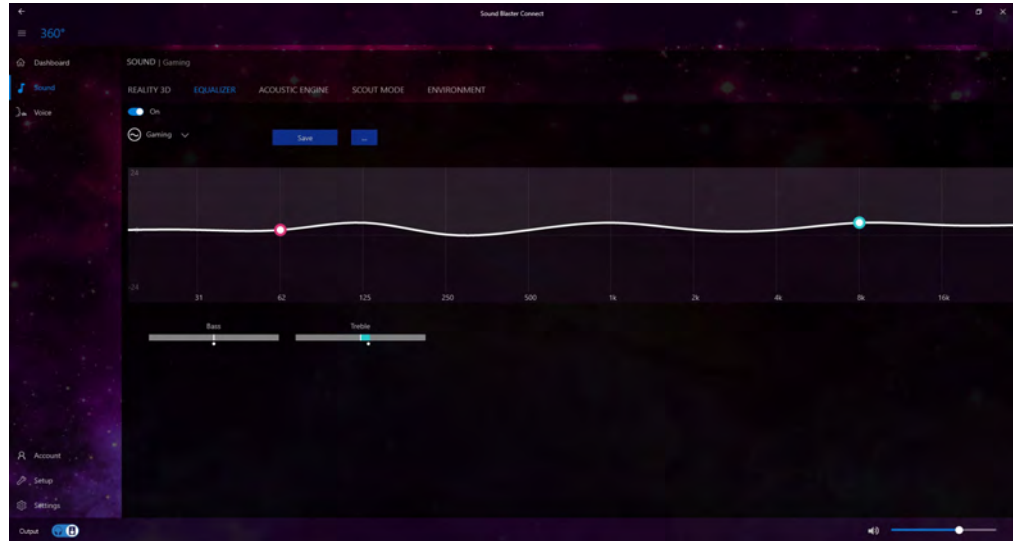 Sound Blaster Connect
360°
Dashboard
SOUND | Gaming
Sound
REALITY 3D EQUALIZER ACOUSTIC ENGINE SCOUT MODE ENVIRONMENT
Voice
On
Gaming
Save ...
24
-24
31 62 125 250 500 1k 2k 4k 8k 16k
Bass Treble
Account
Setup
Settings
Output